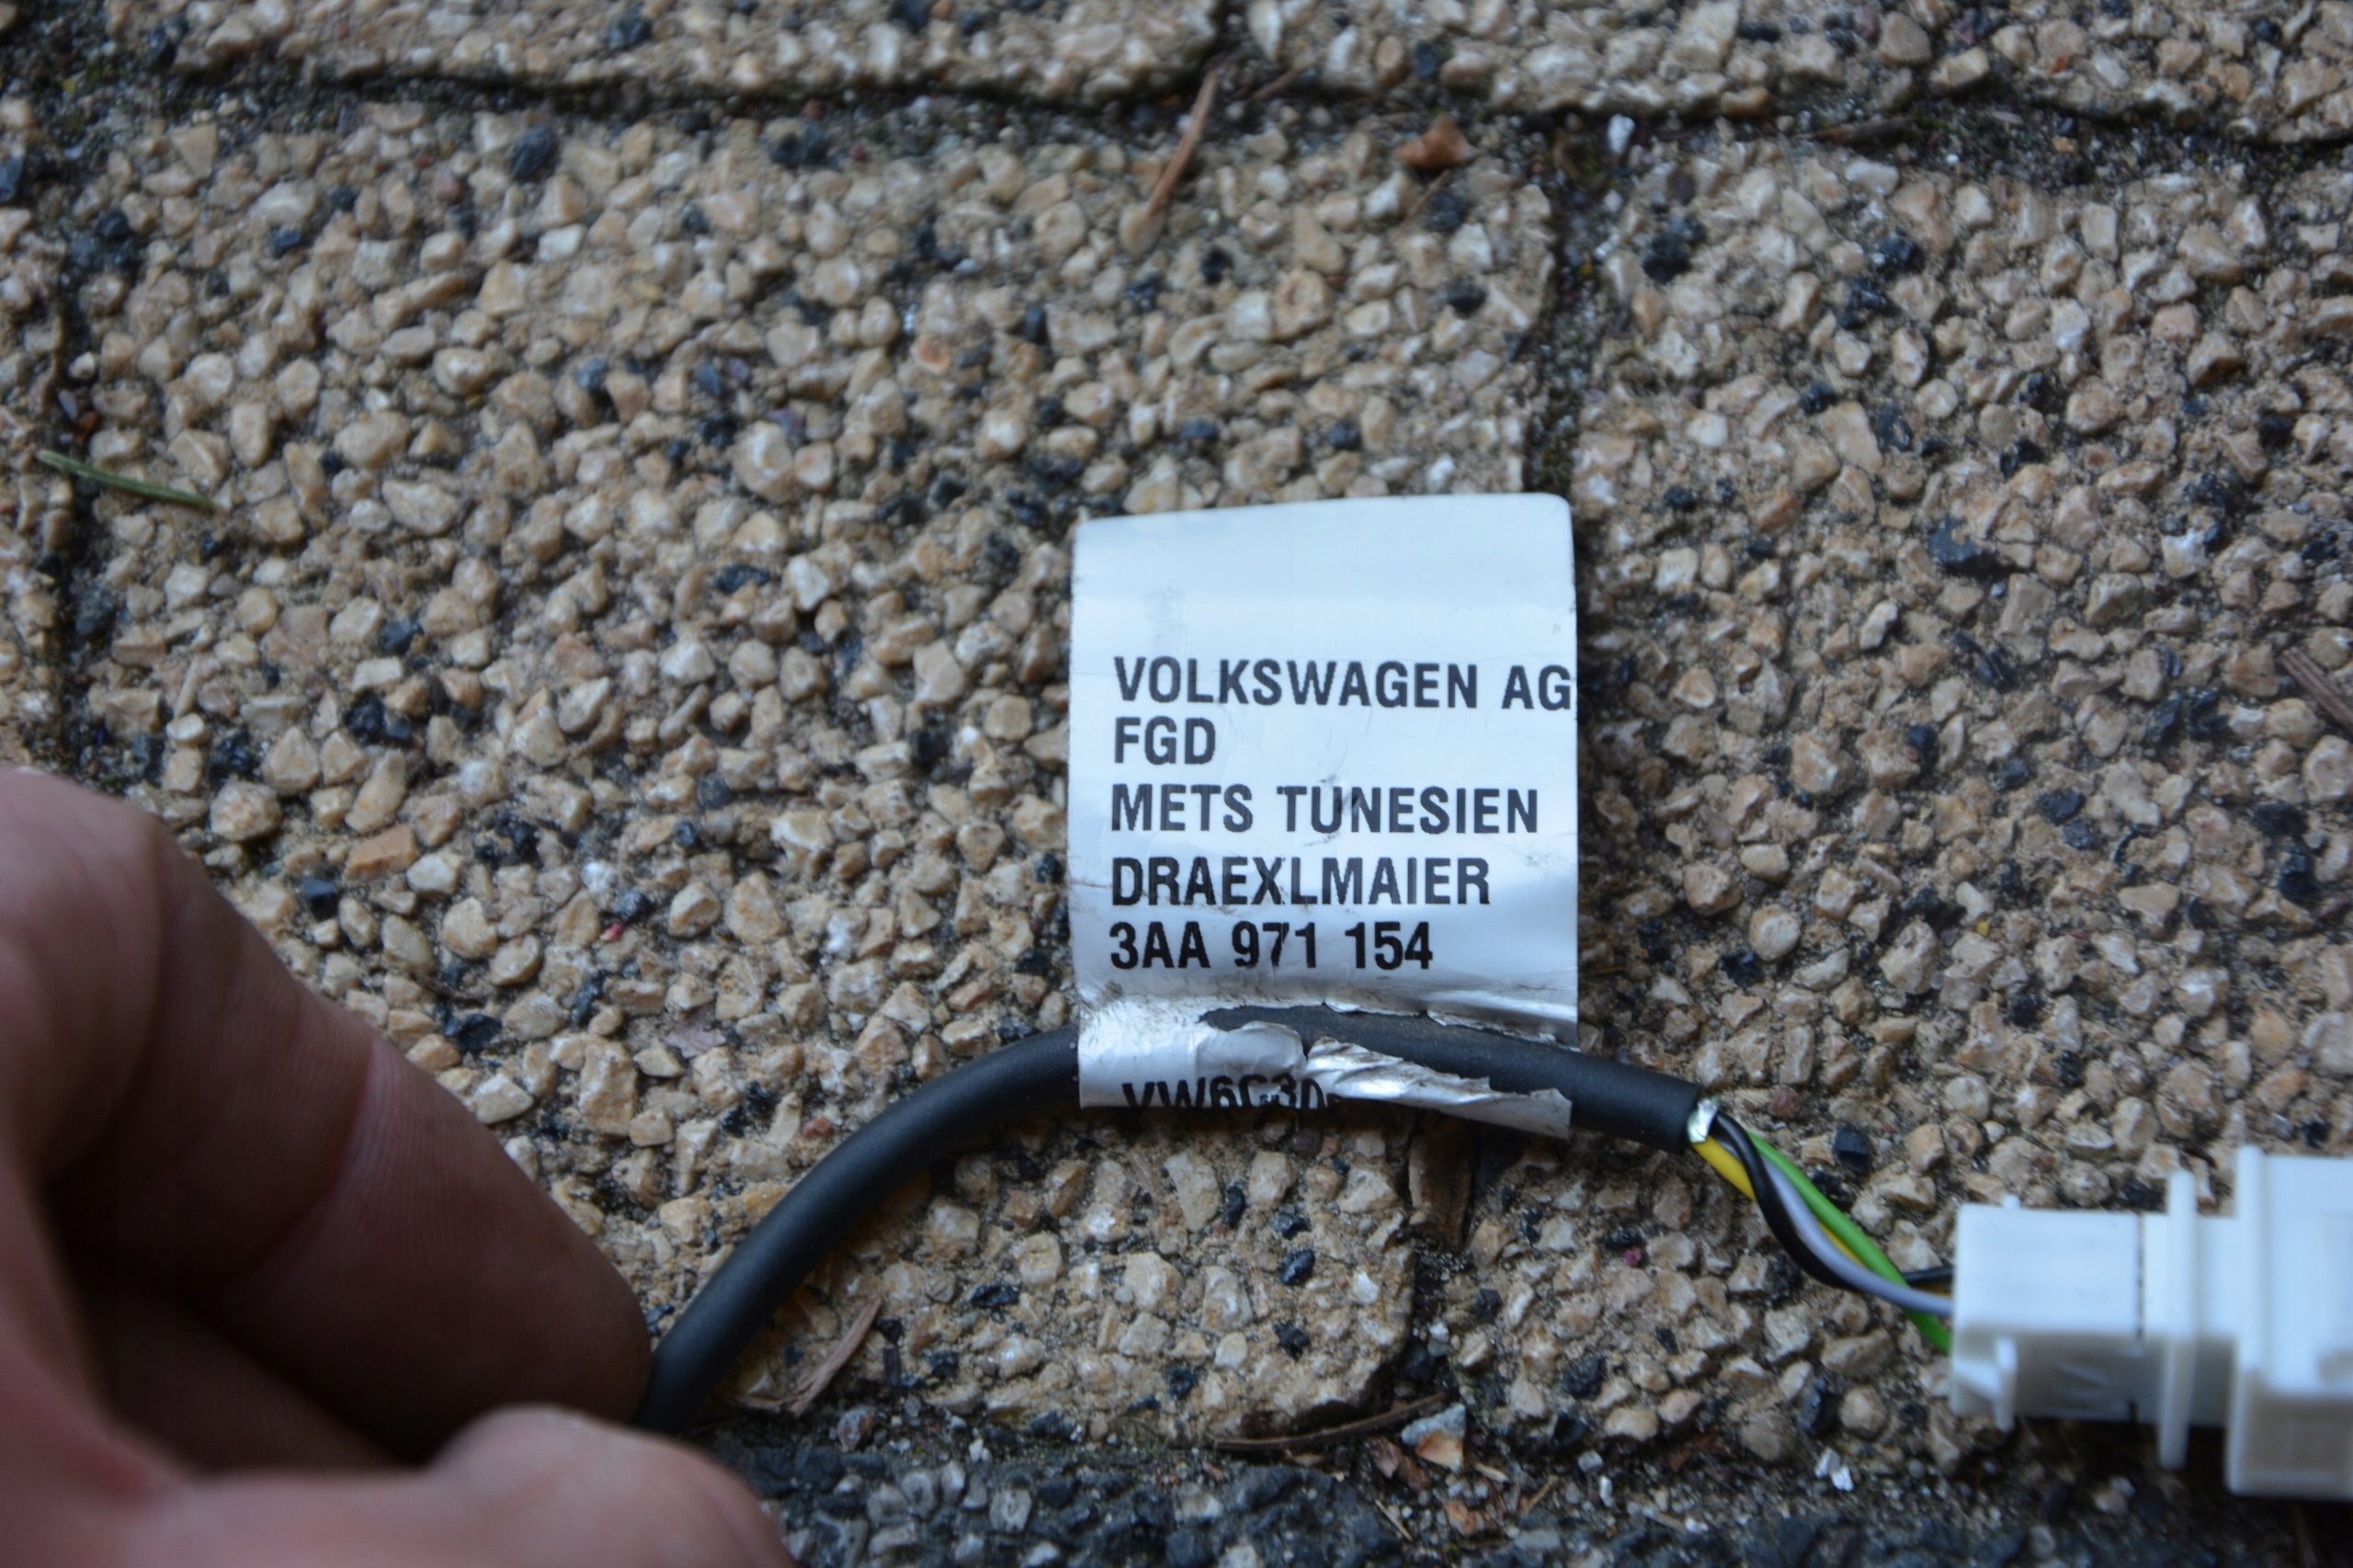 VOLKSWAGEN AG
FGD
METS TUNESIEN
DRAEXLMAIER
3AA 971 154